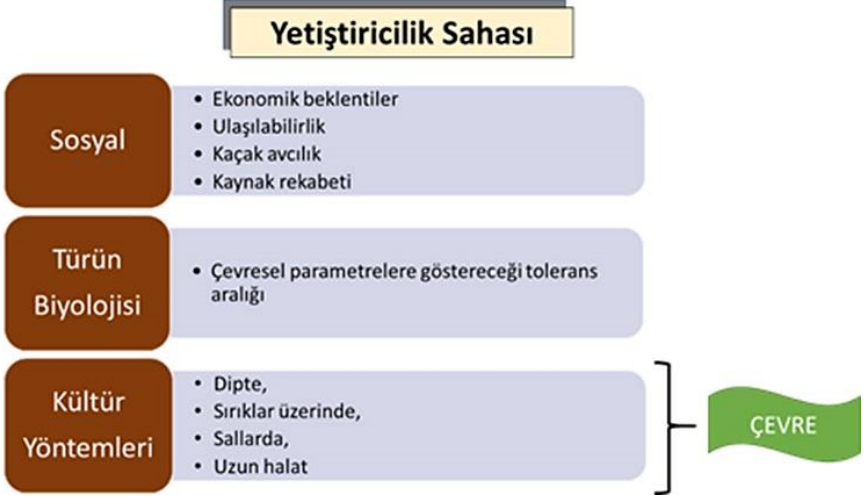 Yetiştiricilik Sahası
Sosyal
• Ekonomik beklentiler
• Ulaşılabilirlik
• Kaçak avcılık
• Kaynak rekabeti
Türün
Biyolojisi
• Çevresel parametrelere göstereceği tolerans
aralığı
Kültür
Yöntemleri
• Dipte,
• Sırıklar üzerinde,
• Sallarda,
• Uzun halat
ÇEVRE